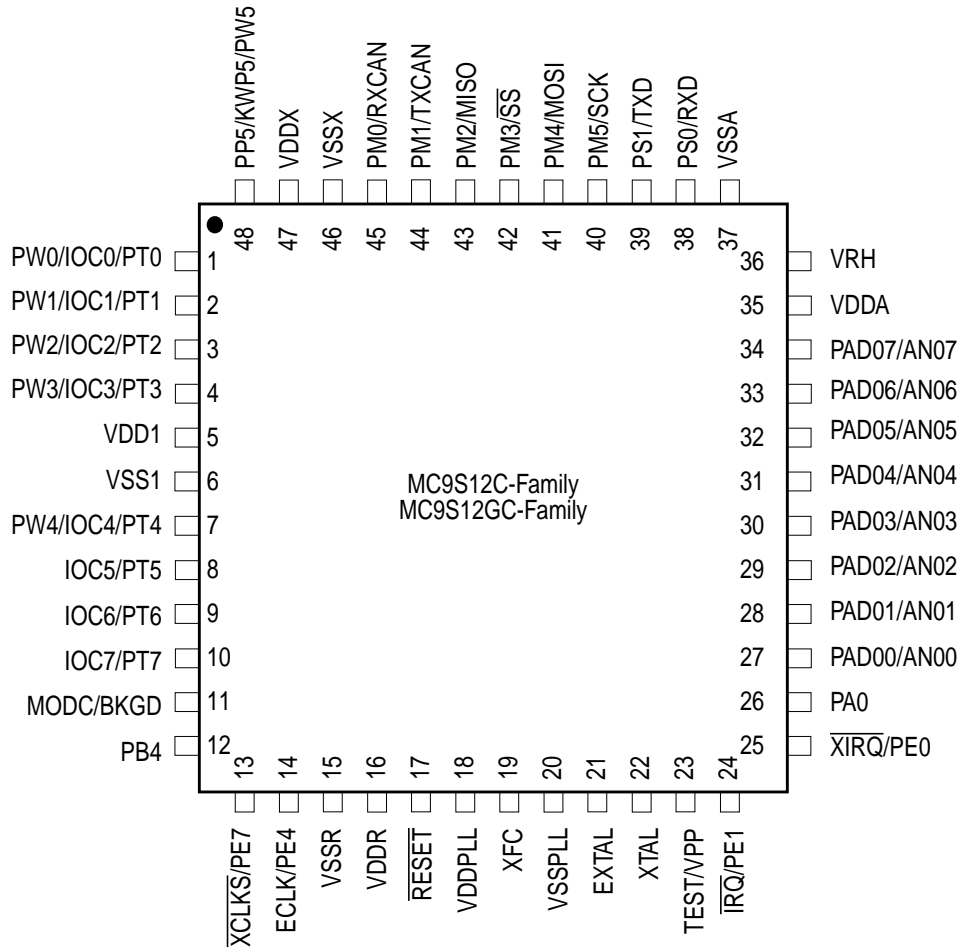 PP5/KWP5/PW5
VDDX
VSSX
PM0/RXCAN
PM1/TXCAN
PM2/MISO
PM3/SS
PM4/MOSI
PM5/SCK
PS1/TXD
PS0/RXD
VSSA
48
47
46
45
44
43
42
41
40
39
38
37
PW0/IOC0/PT0
1
PW1/IOC1/PT1
2
PW2/IOC2/PT2
3
PW3/IOC3/PT3
4
VDD1
5
VSS1
6
PW4/IOC4/PT4
7
IOC5/PT5
8
IOC6/PT6
9
IOC7/PT7
10
MODC/BKGD
11
PB4
12
MC9S12C-Family
MC9S12GC-Family
36
VRH
35
VDDA
34
PAD07/AN07
33
PAD06/AN06
32
PAD05/AN05
31
PAD04/AN04
30
PAD03/AN03
29
PAD02/AN02
28
PAD01/AN01
27
PAD00/AN00
26
PA0
25
XIRQ/PE0
13
14
15
16
17
18
19
20
21
22
23
24
XCLKS/PE7
ECLK/PE4
VSSR
VDDR
RESET
VDDPLL
XFC
VSSPLL
EXTAL
XTAL
TEST/VPP
IRQ/PE1